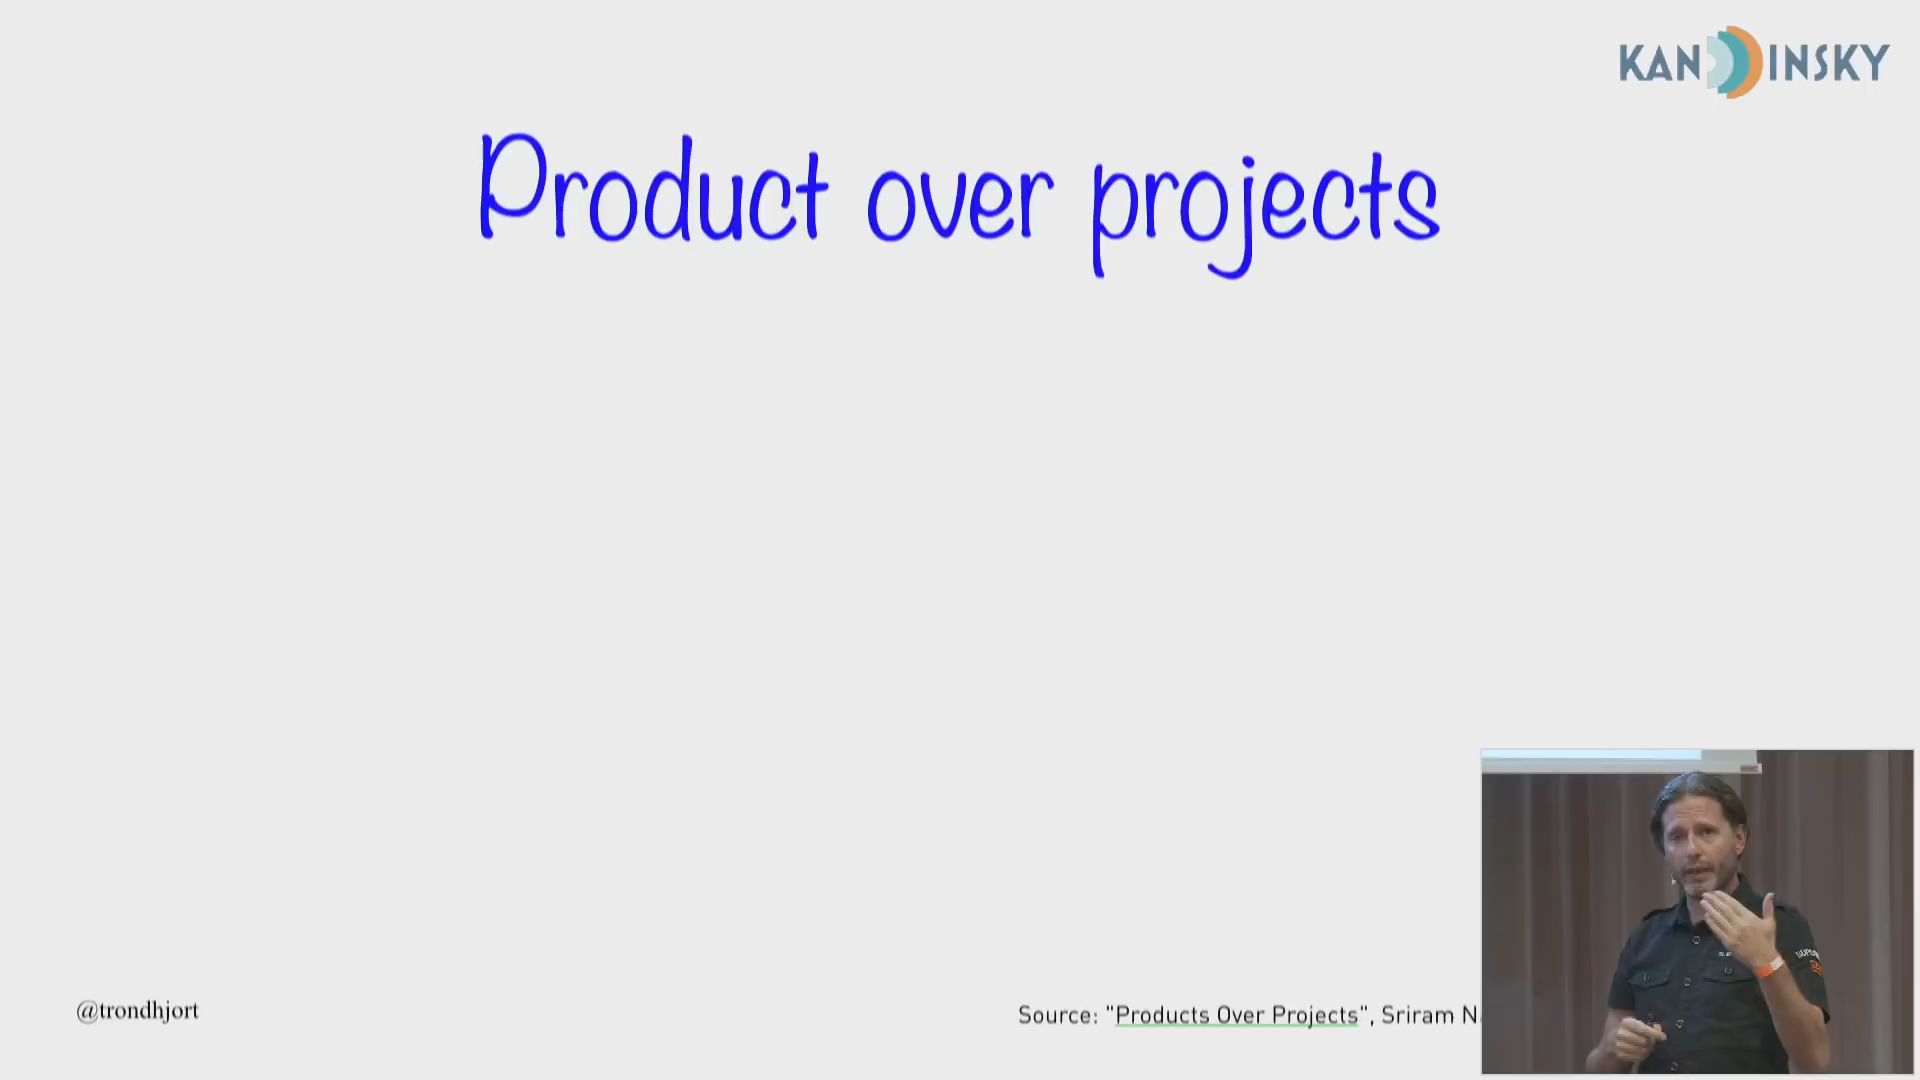 KANDINSKY
Product over projects
@trondhjort
Source: "Products Over Projects", Sriram